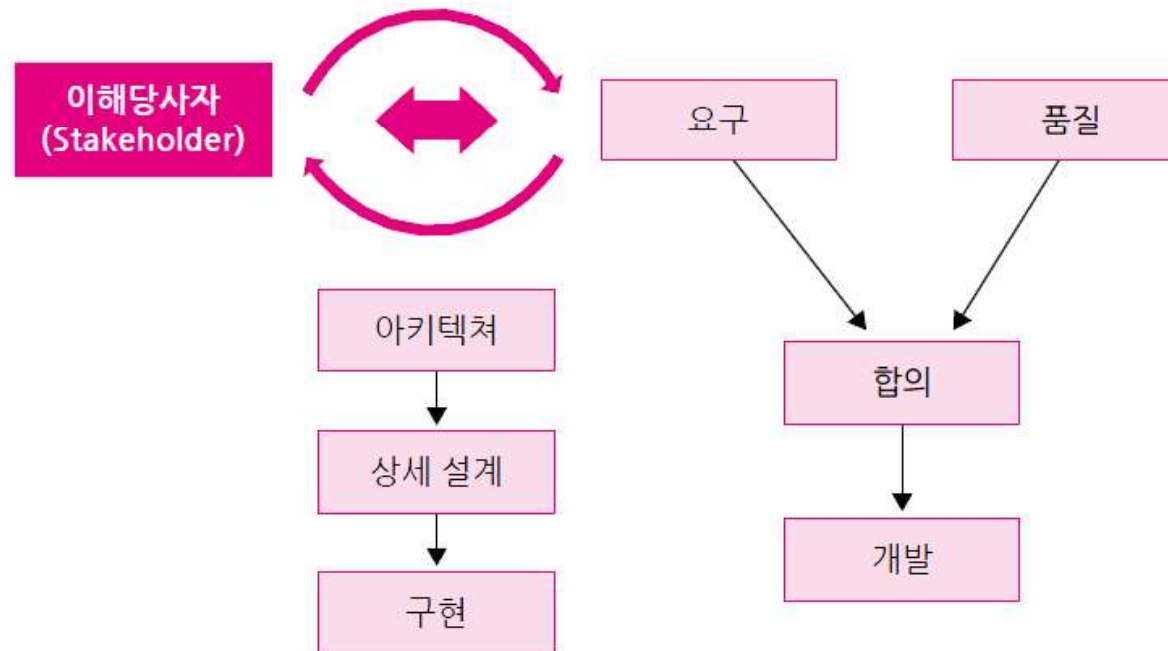 이해당사자
(Stakeholder)
요구
품질
아키텍쳐
합의
상세 설계
개발
구현